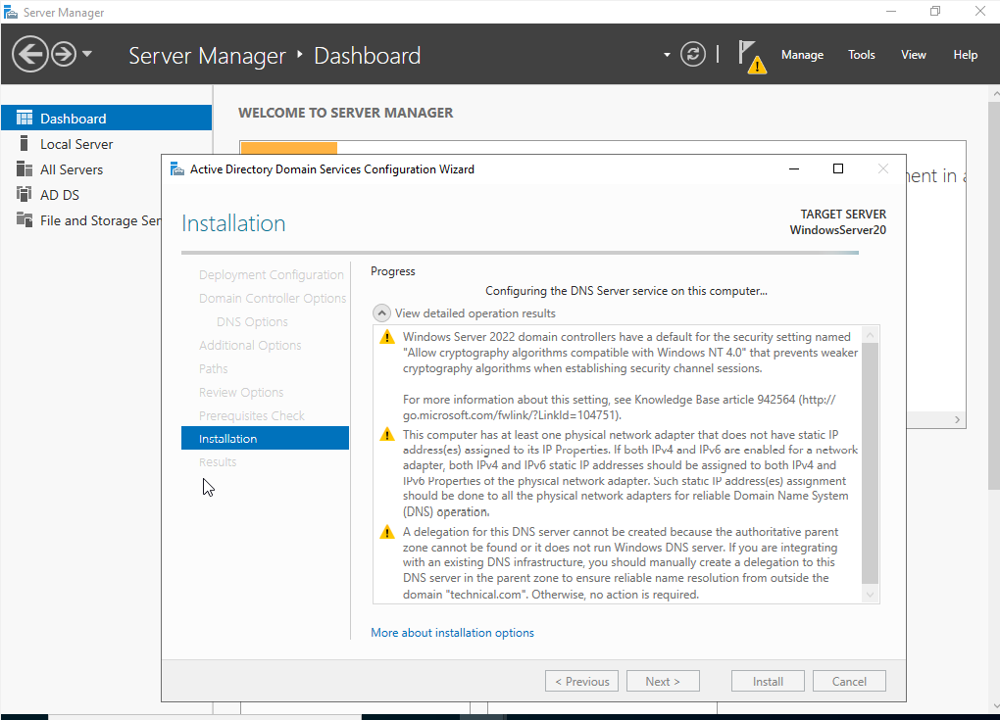 Server Manager
Server Manager ‣ Dashboard
Manage Tools View Help
Dashboard
Local Server
All Servers
AD DS
File and Storage Ser
WELCOME TO SERVER MANAGER
Active Directory Domain Services Configuration Wizard
Installation
TARGET SERVER
WindowsServer20
Deployment Configuration
Domain Controller Options
DNS Options
Additional Options
Paths
Review Options
Prerequisites Check
Installation
Results
Progress
Configuring the DNS Server service on this computer...
View detailed operation results
Windows Server 2022 domain controllers have a default for the security setting named
"Allow cryptography algorithms compatible with Windows NT 4.0" that prevents weaker
cryptography algorithms when establishing security channel sessions.
For more information about this setting, see Knowledge Base article 942564 (http://
go.microsoft.com/fwlink/?LinkId=104751).
This computer has at least one physical network adapter that does not have static IP
address(es) assigned to its IP Properties. If both IPv4 and IPv6 are enabled for a network
adapter, both IPv4 and IPv6 static IP addresses should be assigned to both IPv4 and
IPv6 Properties of the physical network adapter. Such static IP address(es) assignment
should be done to all the physical network adapters for reliable Domain Name System
(DNS) operation.
A delegation for this DNS server cannot be created because the authoritative parent
zone cannot be found or it does not run Windows DNS server. If you are integrating
with an existing DNS infrastructure, you should manually create a delegation to this
DNS server in the parent zone to ensure reliable name resolution from outside the
domain "technical.com". Otherwise, no action is required.
More about installation options
< Previous Next > Install Cancel
ment in a